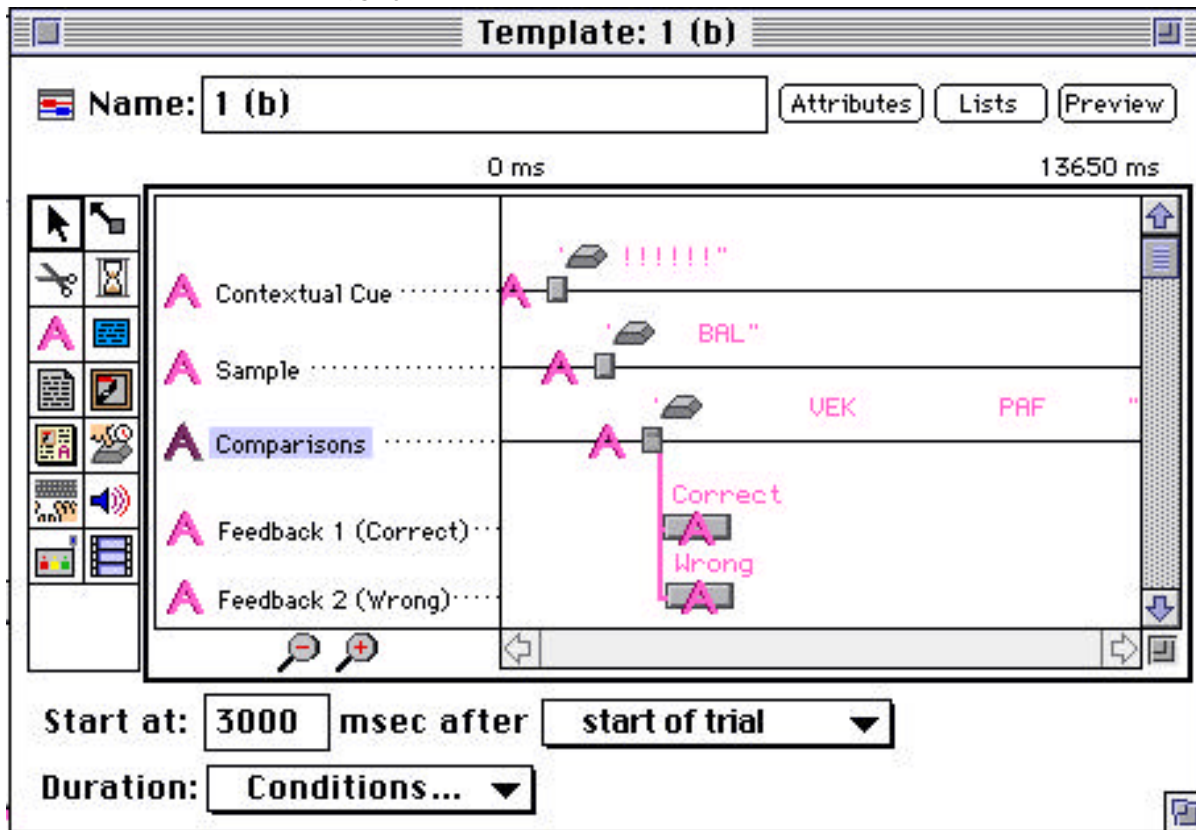 Template: 1 (b)
Name: 1 (b) Attributes Lists Preview
0 ms 13650 ms
' !!!!!!"
A Contextual Cue A
' BAL"
A Sample A
' VEK PAF "
A Comparisons A
Correct
A Feedback 1 (Correct) A
Wrong
A Feedback 2 (Wrong) A
Start at: 3000 msec after start of trial
Duration: Conditions...